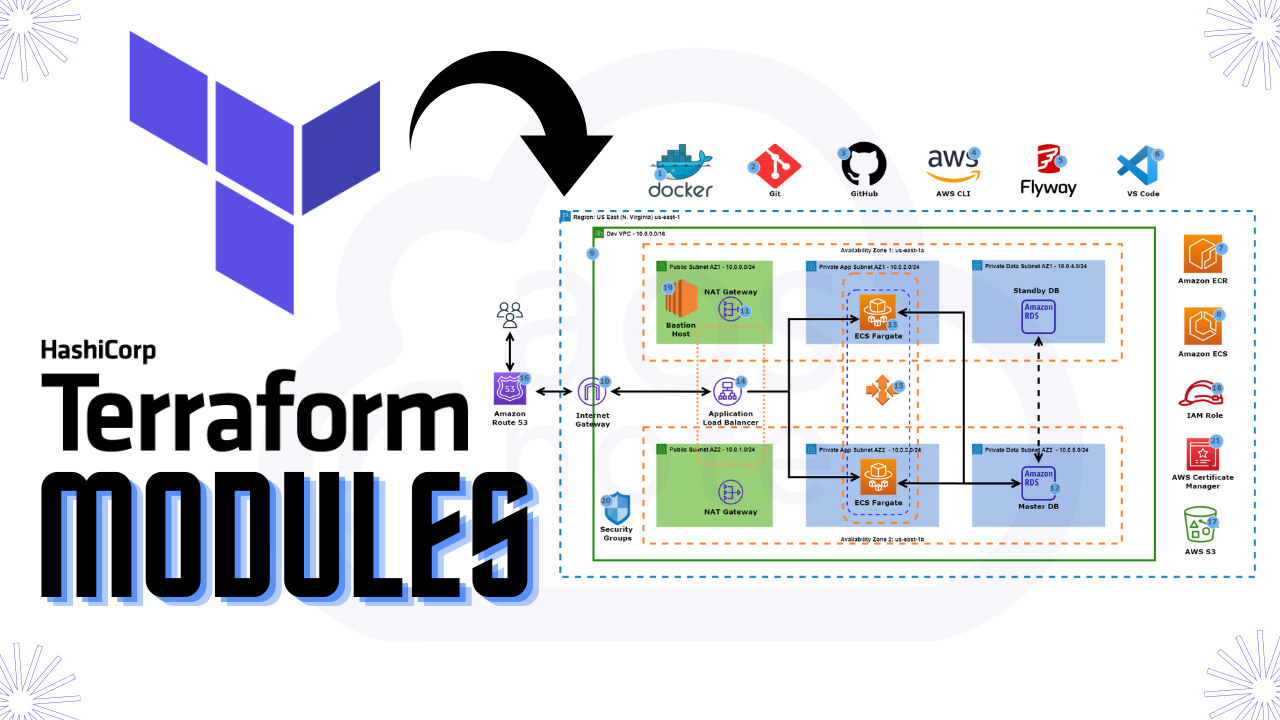 HashiCorp
Terraform
MODULES
1
docker
2
Git
3
GitHub
aws
4
AWS CLI
5
Flyway
6
VS Code
Region: US East (N. Virginia) us-east-1
Dev VPC - 10.0.0.0/16
9
Availability Zone 1: us-east-1a
Public Subnet AZ1 - 10.0.0.0/24
19
Bastion
Host
NAT Gateway
11
Private App Subnet AZ1 - 10.0.2.0/24
13
ECS Fargate
Private Data Subnet AZ1 - 10.0.4.0/24
Standby DB
Amazon
RDS
53
16
Amazon
Route 53
10
Internet
Gateway
14
Application
Load Balancer
15
Public Subnet AZ2 - 10.0.1.0/24
NAT Gateway
Private App Subnet AZ2 - 10.0.3.0/24
ECS Fargate
Private Data Subnet AZ2 - 10.0.5.0/24
Amazon
RDS
12
Master DB
Availability Zone 2: us-east-1b
20
Security
Groups
7
Amazon ECR
8
Amazon ECS
18
IAM Role
21
AWS Certificate
Manager
17
AWS S3